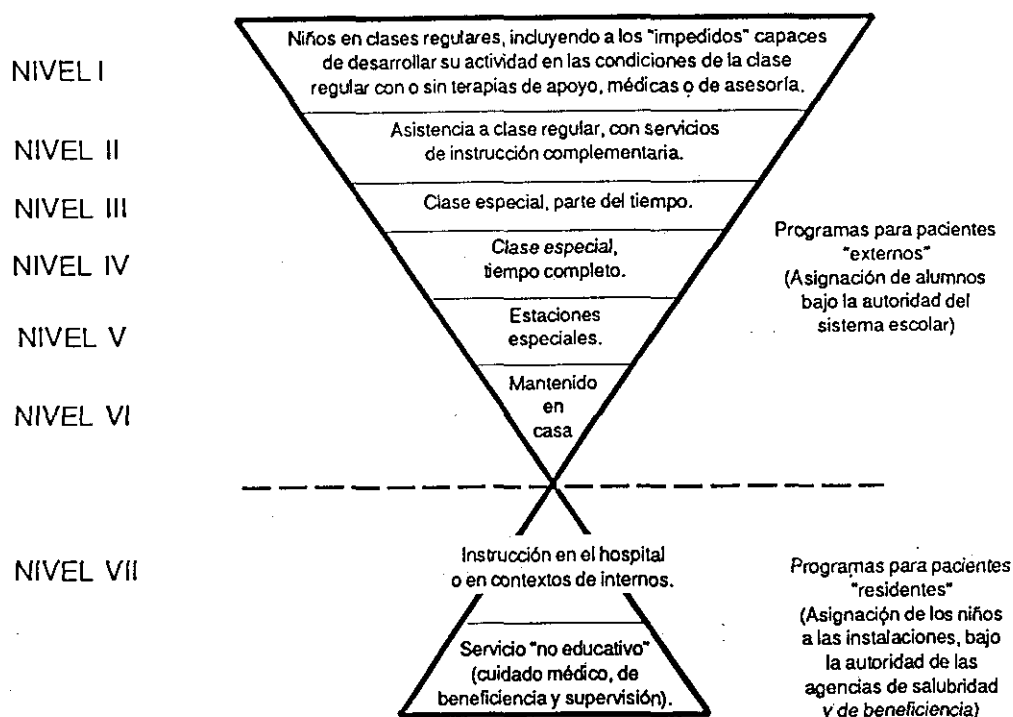 NIVEL I
Niños en clases regulares, incluyendo a los "impedidos" capaces
de desarrollar su actividad en las condiciones de la clase
regular con o sin terapias de apoyo, médicas o de asesoría.
NIVEL II
Asistencia a clase regular, con servicios
de instrucción complementaria.
NIVEL III
Clase especial, parte del tiempo.
NIVEL IV
Clase especial,
tiempo completo.
NIVEL V
Estaciones
especiales.
NIVEL VI
Mantenido
en
casa
Programas para pacientes
"externos"
(Asignación de alumnos
bajo la autoridad del
sistema escolar)
NIVEL VII
Instrucción en el hospital
o en contextos de internos.
Servicio "no educativo"
(cuidado médico, de
beneficiencia y supervisión).
Programas para pacientes
"residentes"
(Asignación de los niños
a las instalaciones, bajo
la autoridad de las
agencias de salubridad
y de beneficiencia)